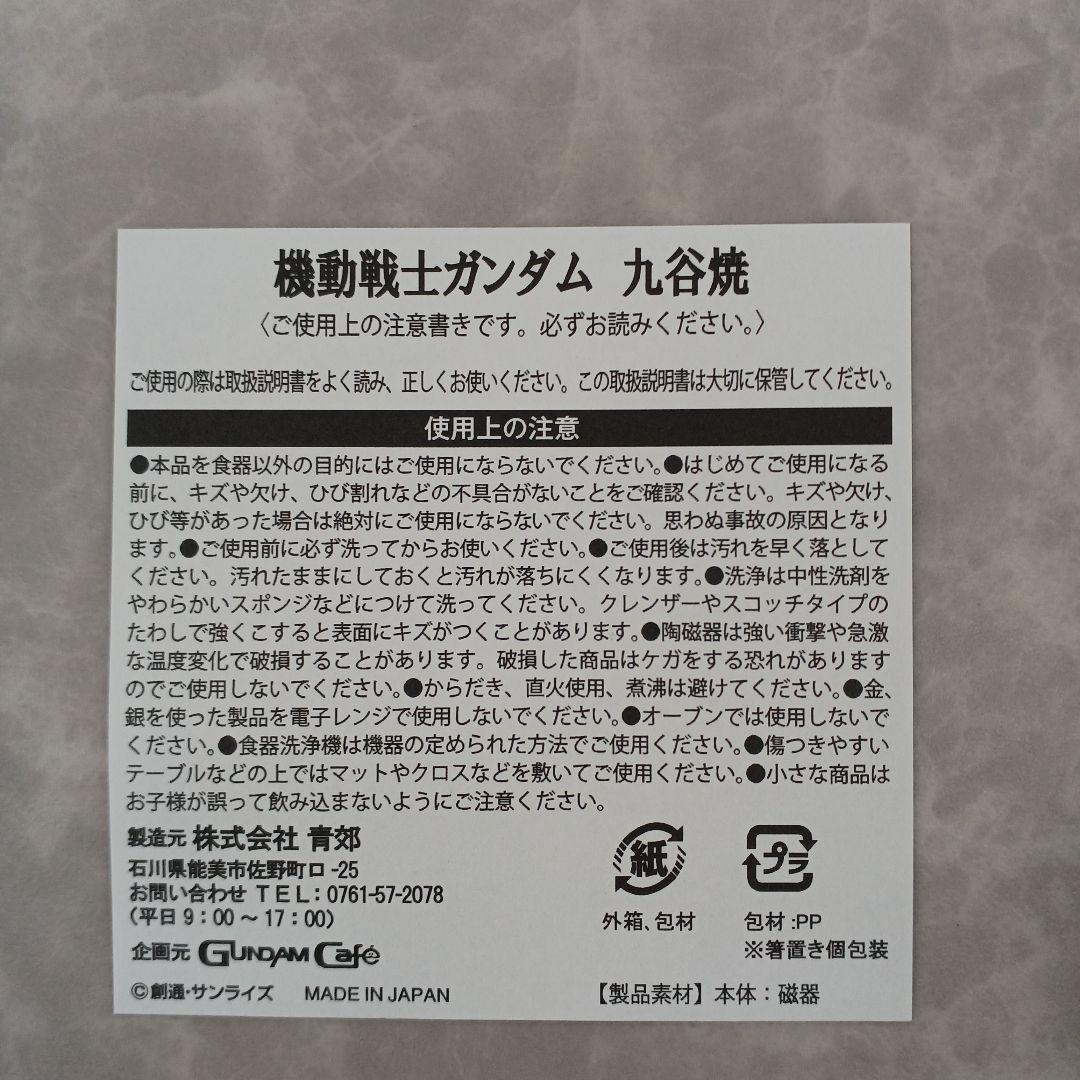 機動戦士ガンダム 九谷焼
〈ご使用上の注意書きです。必ずお読みください。〉
ご使用の際は取扱説明書をよく読み、正しくお使いください。この取扱説明書は大切に保管してください。
使用上の注意
●本品を食器以外の目的にはご使用にならないでください。●はじめてご使用になる
前に、キズや欠け、ひび割れなどの不具合がないことをご確認ください。キズや欠け、
ひび等があった場合は絶対にご使用にならないでください。思わぬ事故の原因となり
ます。●ご使用前に必ず洗ってからお使いください。●ご使用後は汚れを早く落として
ください。汚れたままにしておくと汚れが落ちにくくなります。●洗浄は中性洗剤を
やわらかいスポンジなどにつけて洗ってください。クレンザーやスコッチタイプの
たわしで強くこすると表面にキズがつくことがあります。●陶磁器は強い衝撃や急激
な温度変化で破損することがあります。破損した商品はケガをする恐れがあります
のでご使用しないでください。●からだき、直火使用、煮沸は避けてください。●金、
銀を使った製品を電子レンジで使用しないでください。●オーブンでは使用しないで
ください。●食器洗浄機は機器の定められた方法でご使用ください。●傷つきやすい
テーブルなどの上ではマットやクロスなどを敷いてご使用ください。●小さな商品は
お子様が誤って飲み込まないようにご注意ください。
製造元 株式会社 青郊
石川県能美市佐野町ロ-25
お問い合わせ TEL：0761-57-2078
（平日 9：00 ～ 17：00）
企画元 GUNDAM Café
©創通・サンライズ MADE IN JAPAN
紙
外箱、包材
プラ
包材:PP
※箸置き個包装
【製品素材】本体：磁器